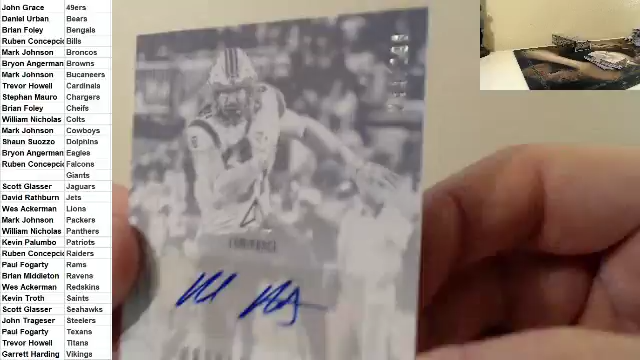 John Grace 49ers
Daniel Urban Bears
Brian Foley Bengals
Ruben Concepcic Bills
Mark Johnson Broncos
Bryon Angerman Browns
Mark Johnson Bucaneers
Trevor Howell Cardinals
Stephan Mauro Chargers
Brian Foley Cheifs
William Nicholas Colts
Mark Johnson Cowboys
Shaun Suozzo Dolphins
Bryon Angerman Eagles
Ruben Concepcic Falcons
Giants
Scott Glasser Jaguars
David Rathburn Jets
Wes Ackerman Lions
Mark Johnson Packers
William Nicholas Panthers
Kevin Palumbo Patriots
Ruben Concepcic Raiders
Paul Fogarty Rams
Brian Middleton Ravens
Wes Ackerman Redskins
Kevin Troth Saints
Scott Glasser Seahawks
John Trageser Steelers
Paul Fogarty Texans
Trevor Howell Titans
Garrett Harding Vikings